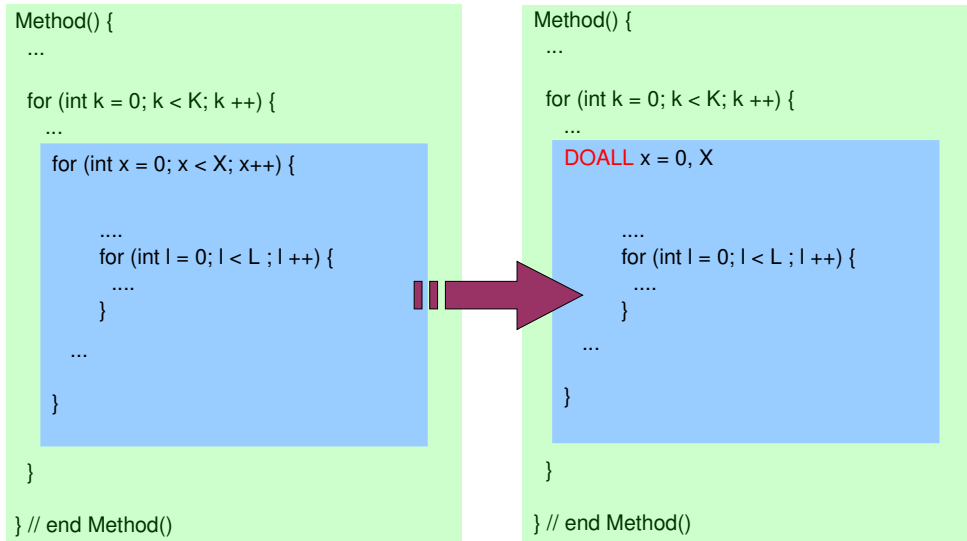 Method() {
...
for (int k = 0; k < K; k ++) {
...
for (int x = 0; x < X; x++) {
....
for (int l = 0; l < L ; l ++) {
....
}
...
}
}
} // end Method()
Method() {
...
for (int k = 0; k < K; k ++) {
...
DOALL x = 0, X
....
for (int l = 0; l < L ; l ++) {
....
}
...
}
}
} // end Method()